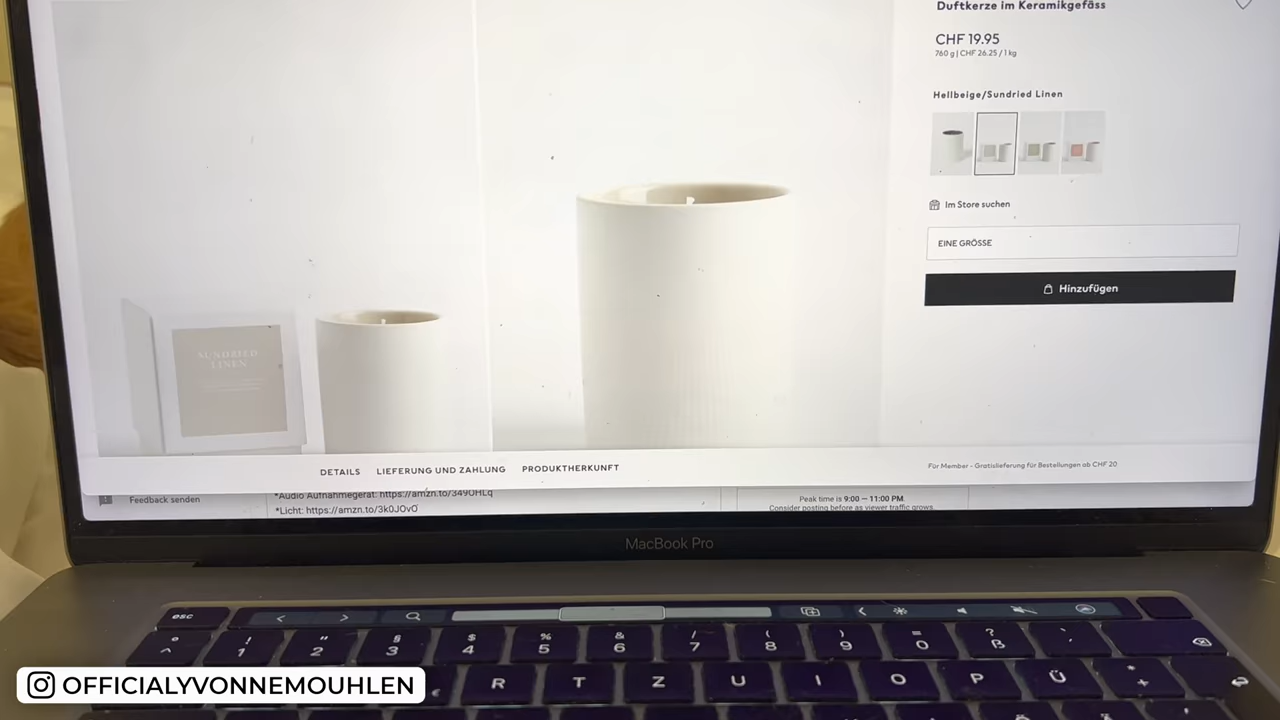 Duftkerze im Keramikgefäss
CHF 19.95
760 g | CHF 26.25 / 1 kg
Hellbeige/Sundried Linen
Im Store suchen
EINE GRÖSSE
Hinzufügen
SUNDRIED
LINEN
DETAILS LIEFERUNG UND ZAHLUNG PRODUKTHERKUNFT
Für Member - Gratislieferung für Bestellungen ab CHF 20
Feedback senden
*Audio Aufnahmegerät: https://amzn.to/349UHLq
*Licht: https://amzn.to/3k0JOvO
Peak time is 9:00 — 11:00 PM.
Consider posting before as viewer traffic grows.
MacBook Pro
esc
° ! " § $ % & / ( ) = ? `
^ 1 2 3 4 5 6 7 8 9 0 ß ´
€ R T Z U I O P Ü * +
OFFICIALYVONNEMOUHLEN